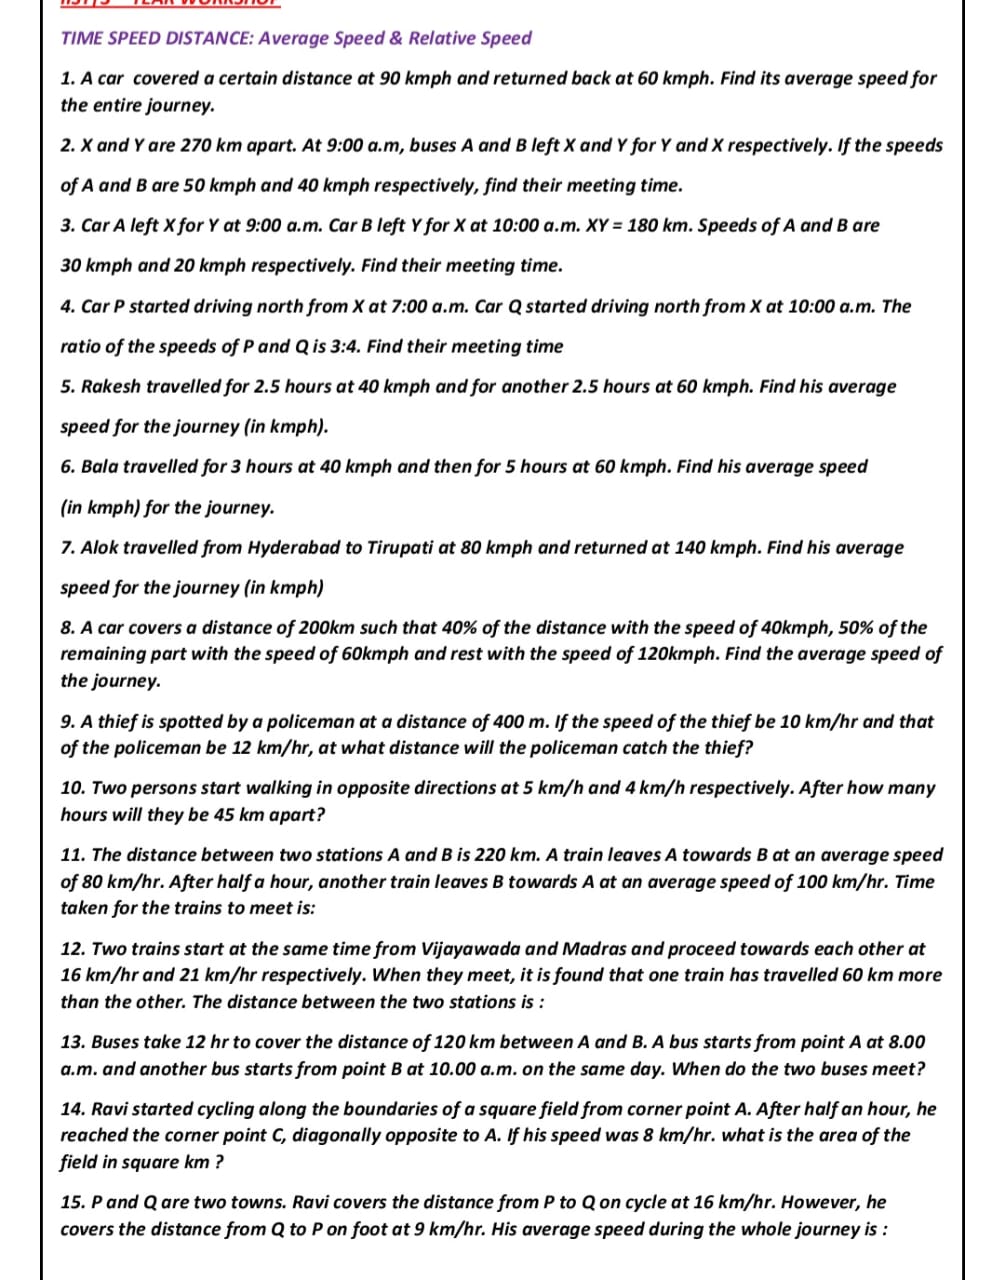 TIME SPEED DISTANCE: Average Speed & Relative Speed
1. A car covered a certain distance at 90 kmph and returned back at 60 kmph. Find its average speed for
the entire journey.
2. X and Y are 270 km apart. At 9:00 a.m, buses A and B left X and Y for Y and X respectively. If the speeds
of A and B are 50 kmph and 40 kmph respectively, find their meeting time.
3. Car A left X for Y at 9:00 a.m. Car B left Y for X at 10:00 a.m. XY = 180 km. Speeds of A and B are
30 kmph and 20 kmph respectively. Find their meeting time.
4. Car P started driving north from X at 7:00 a.m. Car Q started driving north from X at 10:00 a.m. The
ratio of the speeds of P and Q is 3:4. Find their meeting time
5. Rakesh travelled for 2.5 hours at 40 kmph and for another 2.5 hours at 60 kmph. Find his average
speed for the journey (in kmph).
6. Bala travelled for 3 hours at 40 kmph and then for 5 hours at 60 kmph. Find his average speed
(in kmph) for the journey.
7. Alok travelled from Hyderabad to Tirupati at 80 kmph and returned at 140 kmph. Find his average
speed for the journey (in kmph)
8. A car covers a distance of 200km such that 40% of the distance with the speed of 40kmph, 50% of the
remaining part with the speed of 60kmph and rest with the speed of 120kmph. Find the average speed of
the journey.
9. A thief is spotted by a policeman at a distance of 400 m. If the speed of the thief be 10 km/hr and that
of the policeman be 12 km/hr, at what distance will the policeman catch the thief?
10. Two persons start walking in opposite directions at 5 km/h and 4 km/h respectively. After how many
hours will they be 45 km apart?
11. The distance between two stations A and B is 220 km. A train leaves A towards B at an average speed
of 80 km/hr. After half a hour, another train leaves B towards A at an average speed of 100 km/hr. Time
taken for the trains to meet is:
12. Two trains start at the same time from Vijayawada and Madras and proceed towards each other at
16 km/hr and 21 km/hr respectively. When they meet, it is found that one train has travelled 60 km more
than the other. The distance between the two stations is :
13. Buses take 12 hr to cover the distance of 120 km between A and B. A bus starts from point A at 8.00
a.m. and another bus starts from point B at 10.00 a.m. on the same day. When do the two buses meet?
14. Ravi started cycling along the boundaries of a square field from corner point A. After half an hour, he
reached the corner point C, diagonally opposite to A. If his speed was 8 km/hr. what is the area of the
field in square km ?
15. P and Q are two towns. Ravi covers the distance from P to Q on cycle at 16 km/hr. However, he
covers the distance from Q to P on foot at 9 km/hr. His average speed during the whole journey is :